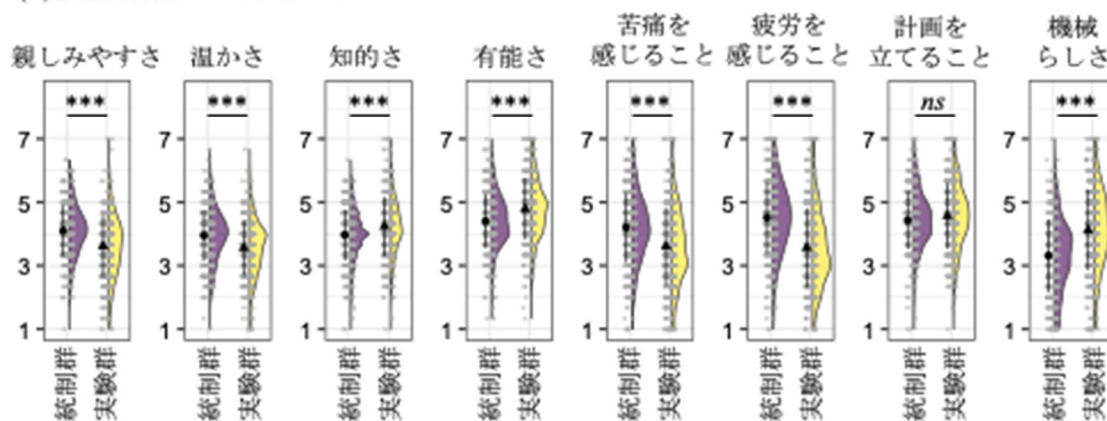 親しみやすさ
温かさ
知的さ
有能さ
苦痛を
感じること
疲労を
感じること
計画を
立てること
機械
らしさ
*** *** *** *** *** *** ns ***
7 7 7 7 7 7 7 7
5 5 5 5 5 5 5 5
3 3 3 3 3 3 3 3
1 1 1 1 1 1 1 1
統制群
実験群
統制群
実験群
統制群
実験群
統制群
実験群
統制群
実験群
統制群
実験群
統制群
実験群
統制群
実験群